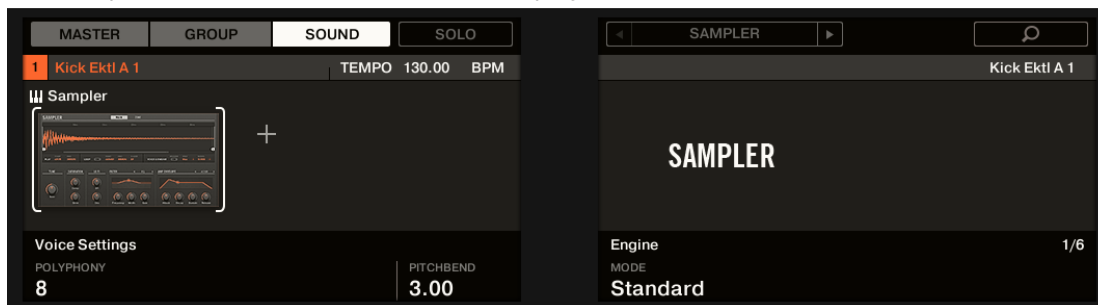 MASTER GROUP SOUND SOLO
1 Kick Ektl A 1 TEMPO 130.00 BPM
Sampler
SAMPLER
Voice Settings
POLYPHONY PITCHBEND
8 3.00
SAMPLER
Kick Ektl A 1
SAMPLER
Engine 1/6
MODE
Standard